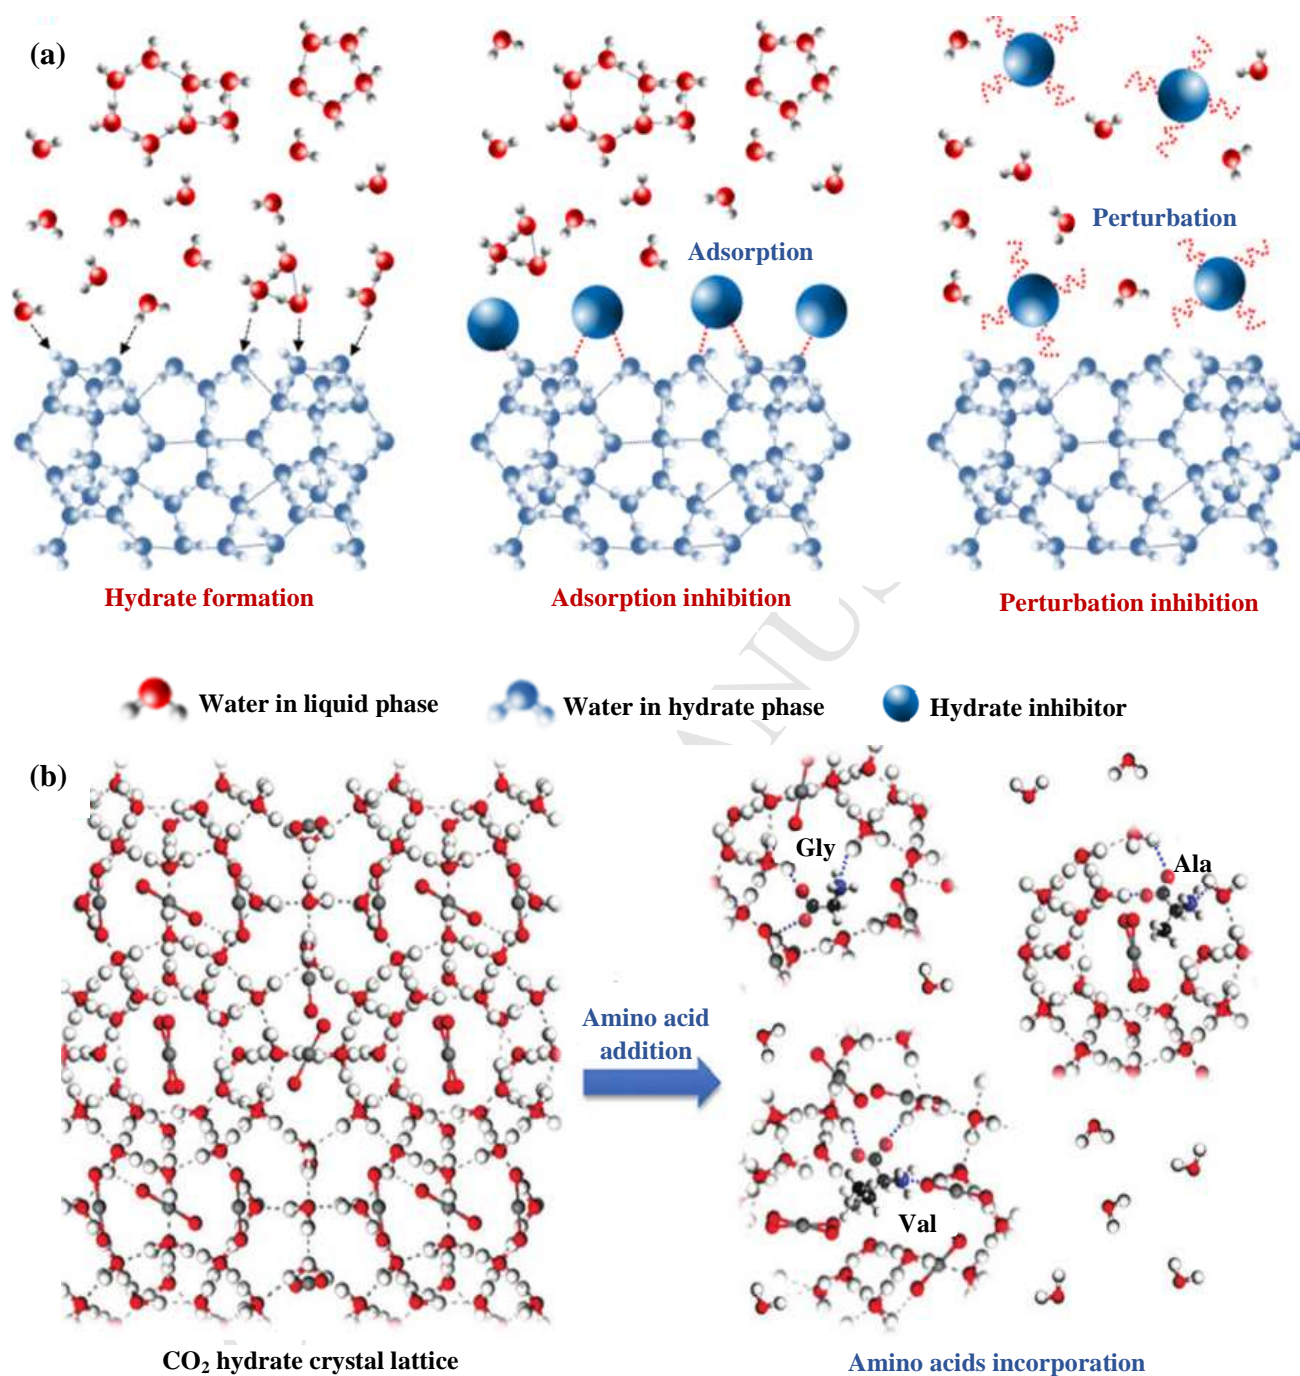 (a)
Adsorption
Perturbation
Hydrate formation
Adsorption inhibition
Perturbation inhibition
Water in liquid phase
Water in hydrate phase
Hydrate inhibitor
(b)
Gly
Ala
Amino acid
addition
Val
CO₂ hydrate crystal lattice
Amino acids incorporation